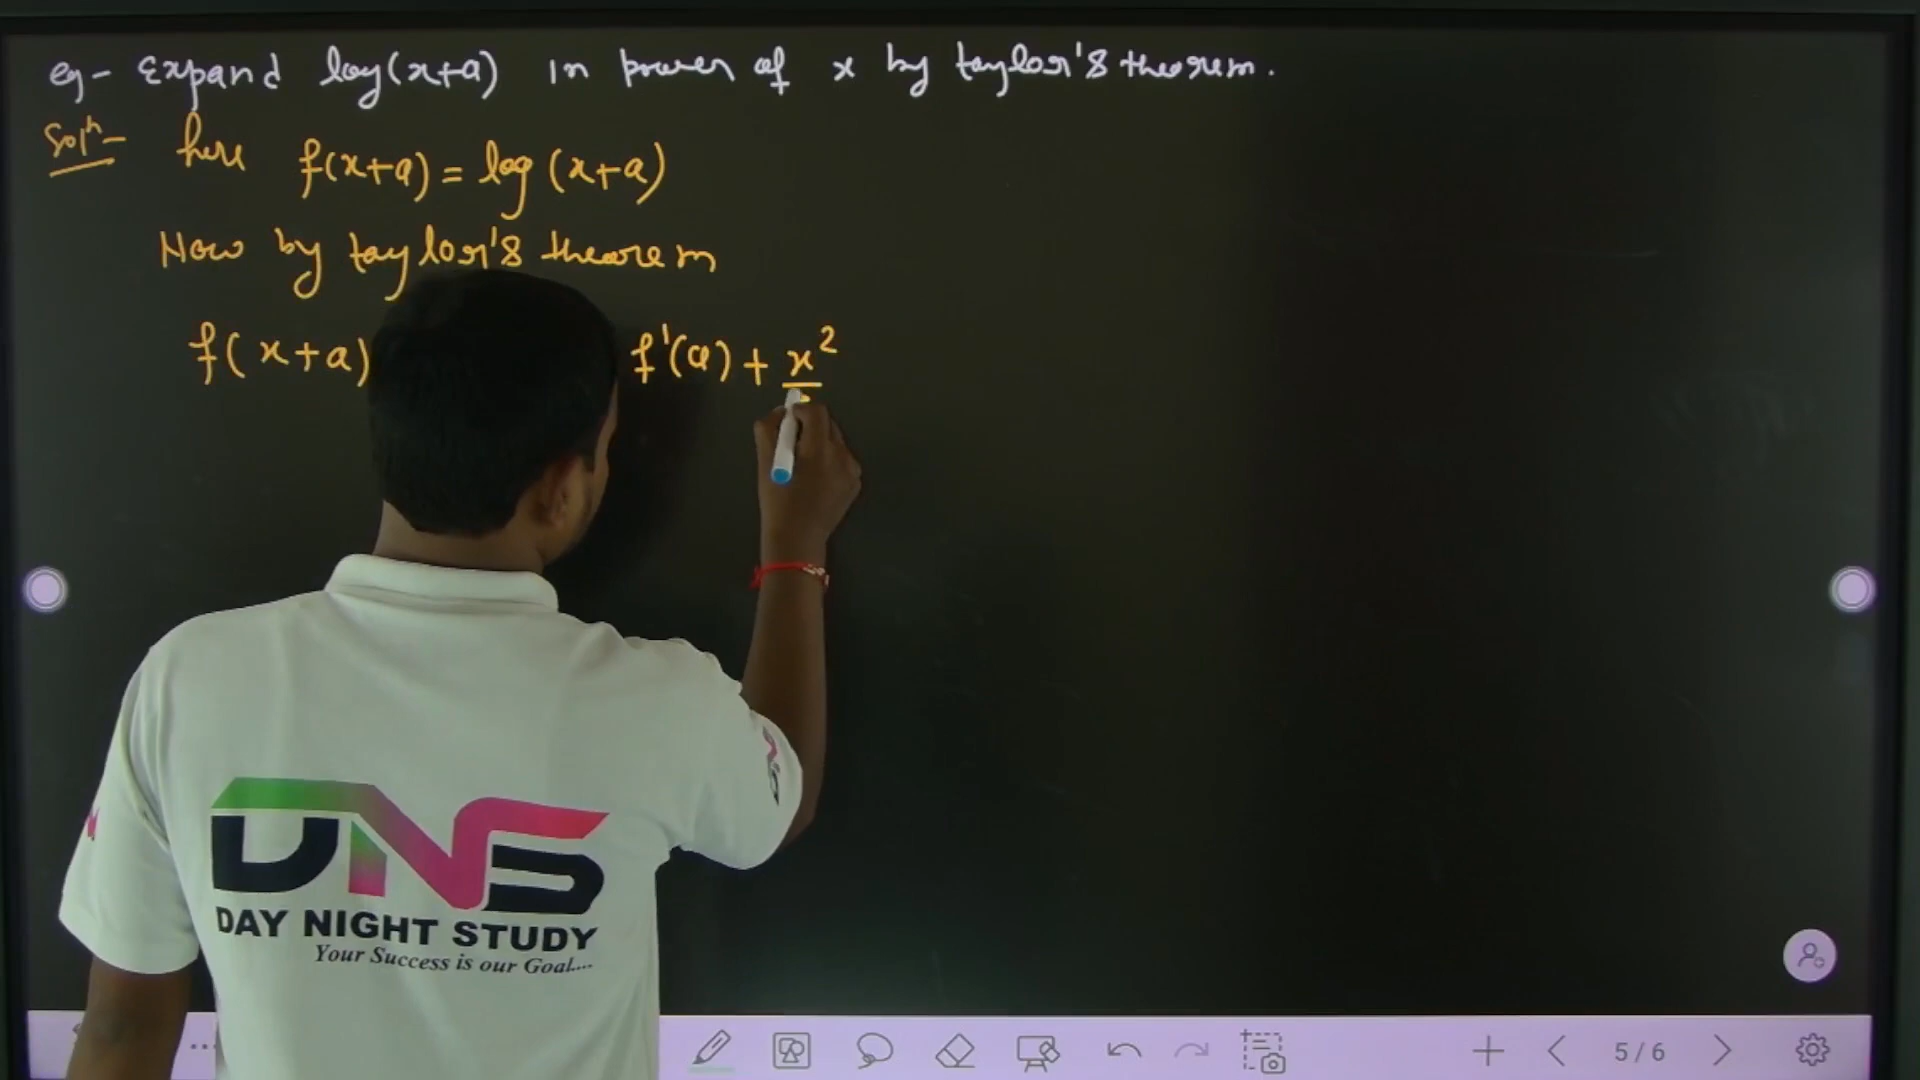 eg- Expand log(x+a) in power of x by taylor's theorem.
Solⁿ- here f(x+a) = log (x+a)
Now by taylor's theorem
f(x+a) f'(a) + x²
DNS
DAY NIGHT STUDY
Your Success is our Goal....
5/6